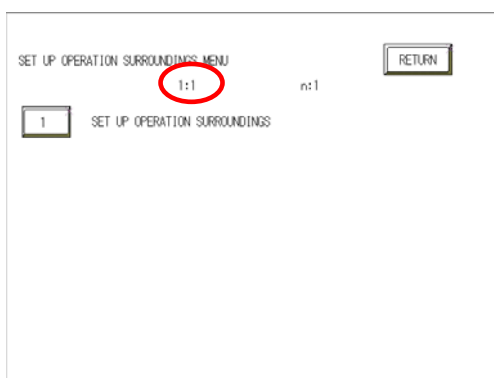 SET UP OPERATION SURROUNDINGS MENU
RETURN
1:1 n:1
1 SET UP OPERATION SURROUNDINGS